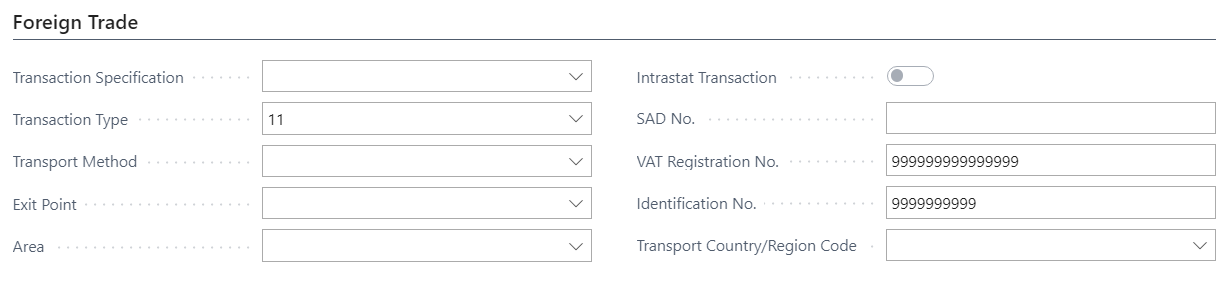 Foreign Trade
Transaction Specification
Transaction Type 11
Transport Method
Exit Point
Area
Intrastat Transaction
SAD No.
VAT Registration No. 999999999999999
Identification No. 9999999999
Transport Country/Region Code